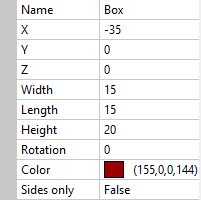 Name Box
X -35
Y 0
Z 0
Width 15
Length 15
Height 20
Rotation 0
Color (155,0,0,144)
Sides only False